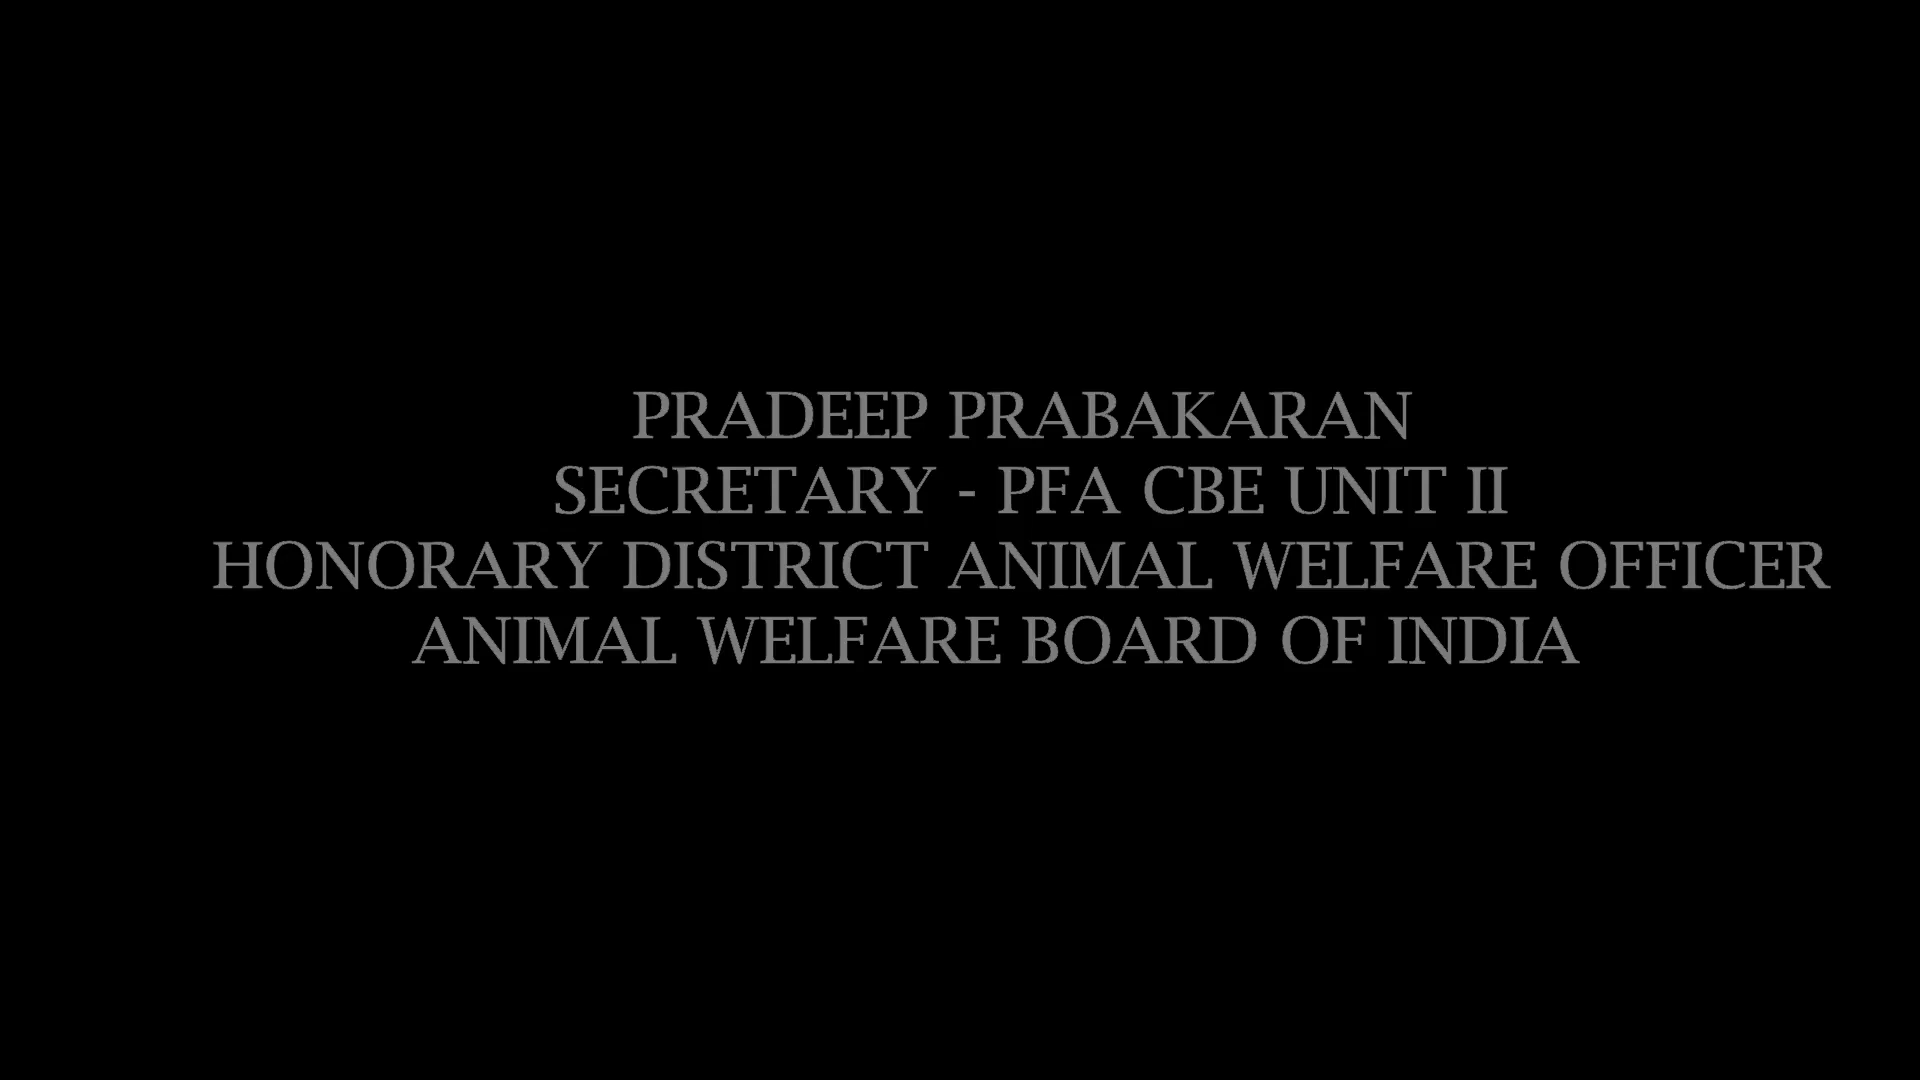 PRADEEP PRABAKARAN
SECRETARY - PFA CBE UNIT II
HONORARY DISTRICT ANIMAL WELFARE OFFICER
ANIMAL WELFARE BOARD OF INDIA